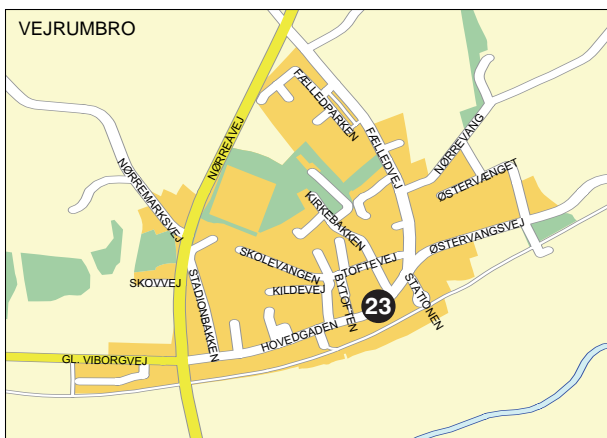 VEJRUMBRO
FÆLLEDPARKEN
NØRREÅVEJ
FÆLLEDVEJ
NØRREVANG
NØRREMARKSVEJ
ØSTERVÆNGET
KIRKEBAKKEN
ØSTERVANGSVEJ
SKOLEVANGEN
TOFTEVEJ
SKOVVEJ
STADIONBAKKEN
KILDEVEJ
BYTOFTEN
STATIONEN
23
HOVEDGADEN
GL. VIBORGVEJ